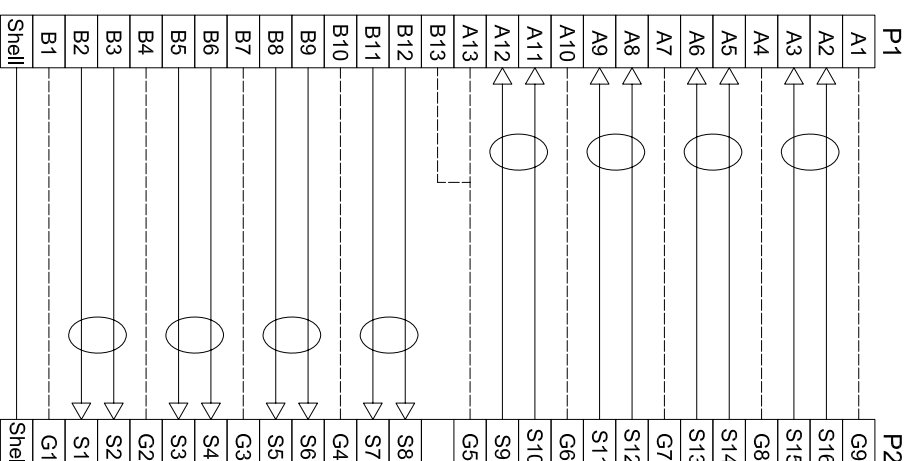 P1 P2
A1 G9
A2 S16
A3 S15
A4 G8
A5 S14
A6 S13
A7 G7
A8 S12
A9 S11
A10 G6
A11 S10
A12 S9
A13 G5
B13
B12 S8
B11 S7
B10 G4
B9 S6
B8 S5
B7 G3
B6 S4
B5 S3
B4 G2
B3 S2
B2 S1
B1 G1
Shell Shell